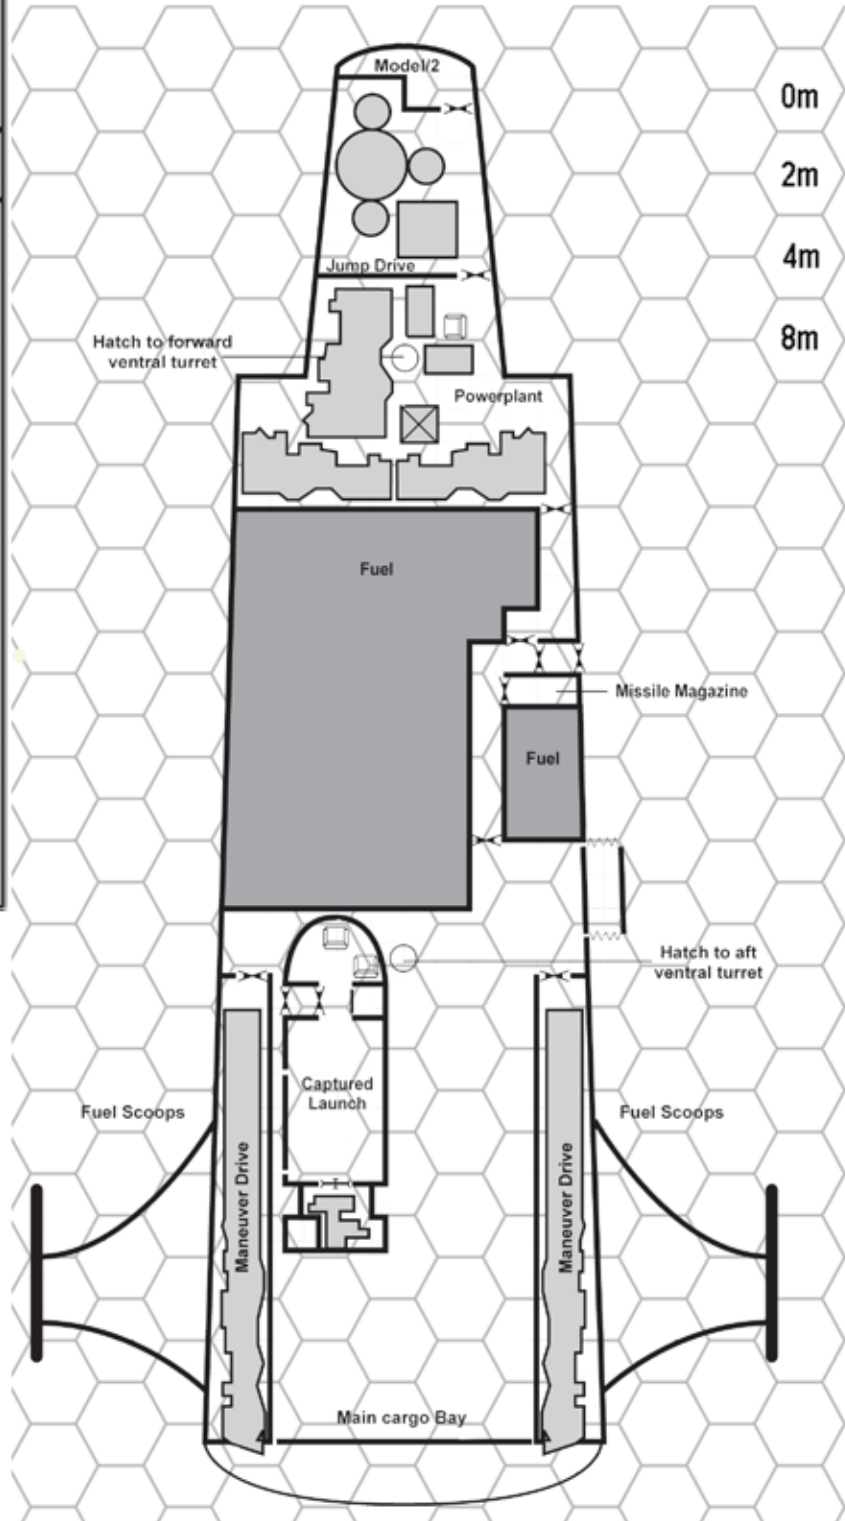 Model/2
0m
2m
4m
Jump Drive
8m
Hatch to forward
ventral turret
Powerplant
Fuel
Missile Magazine
Fuel
Hatch to aft
ventral turret
Captured
Launch
Fuel Scoops
Fuel Scoops
Maneuver Drive
Maneuver Drive
Main cargo Bay